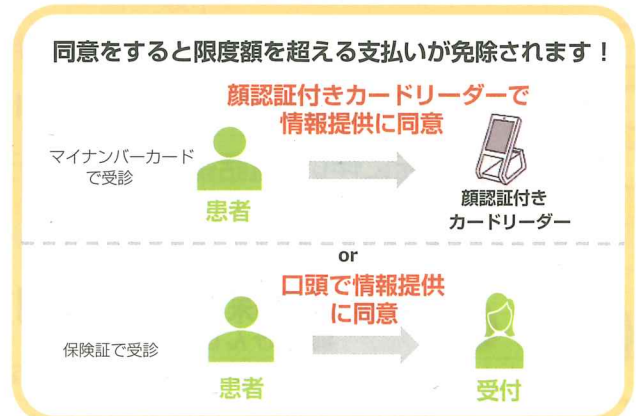 同意をすると限度額を超える支払いが免除されます！
顔認証付きカードリーダーで
情報提供に同意
マイナンバーカード
で受診
患者
顔認証付き
カードリーダー
or
口頭で情報提供
に同意
保険証で受診
患者
受付